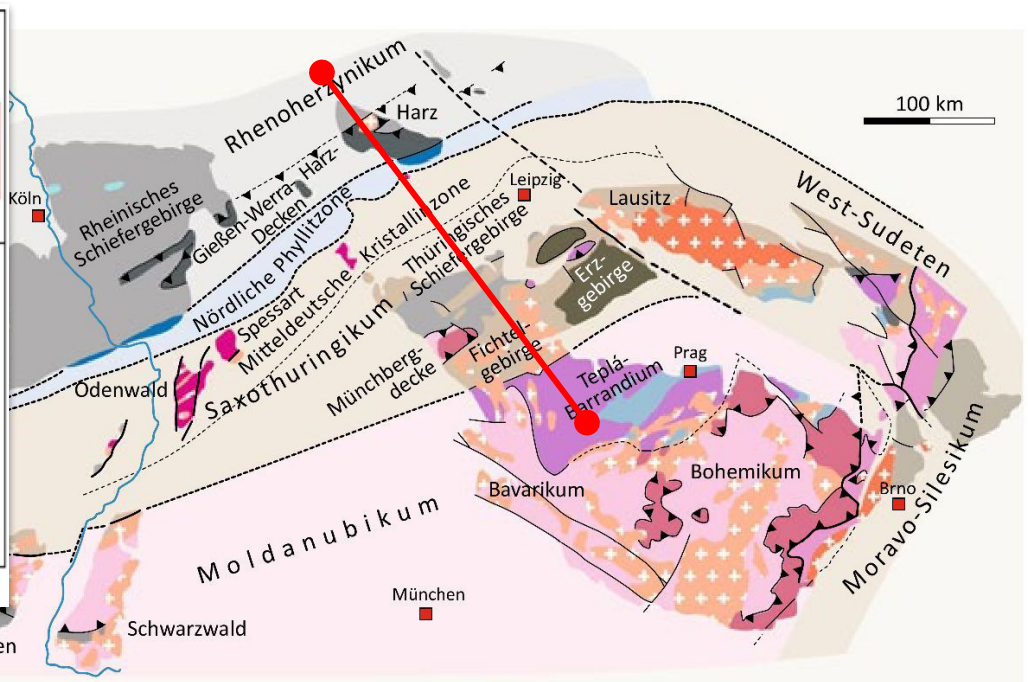 Rhenoherzynikum
Harz
100 km
Köln
Rheinisches
Schiefergebirge
Gießen-Werra-Harz-
Decken
Nördliche Phyllitzone
Leipzig
Lausitz
West-Sudeten
Spessart
Mitteldeutsche Kristallinzone
Thüringisches
Schiefergebirge
Erz-
gebirge
Odenwald
Saxothuringikum
Münchberg-
decke
Fichtel-
gebirge
Teplá-
Barrandium
Prag
Moldanubikum
Bavarikum
Bohemikum
Brno
Moravo-Silesikum
München
Schwarzwald
en